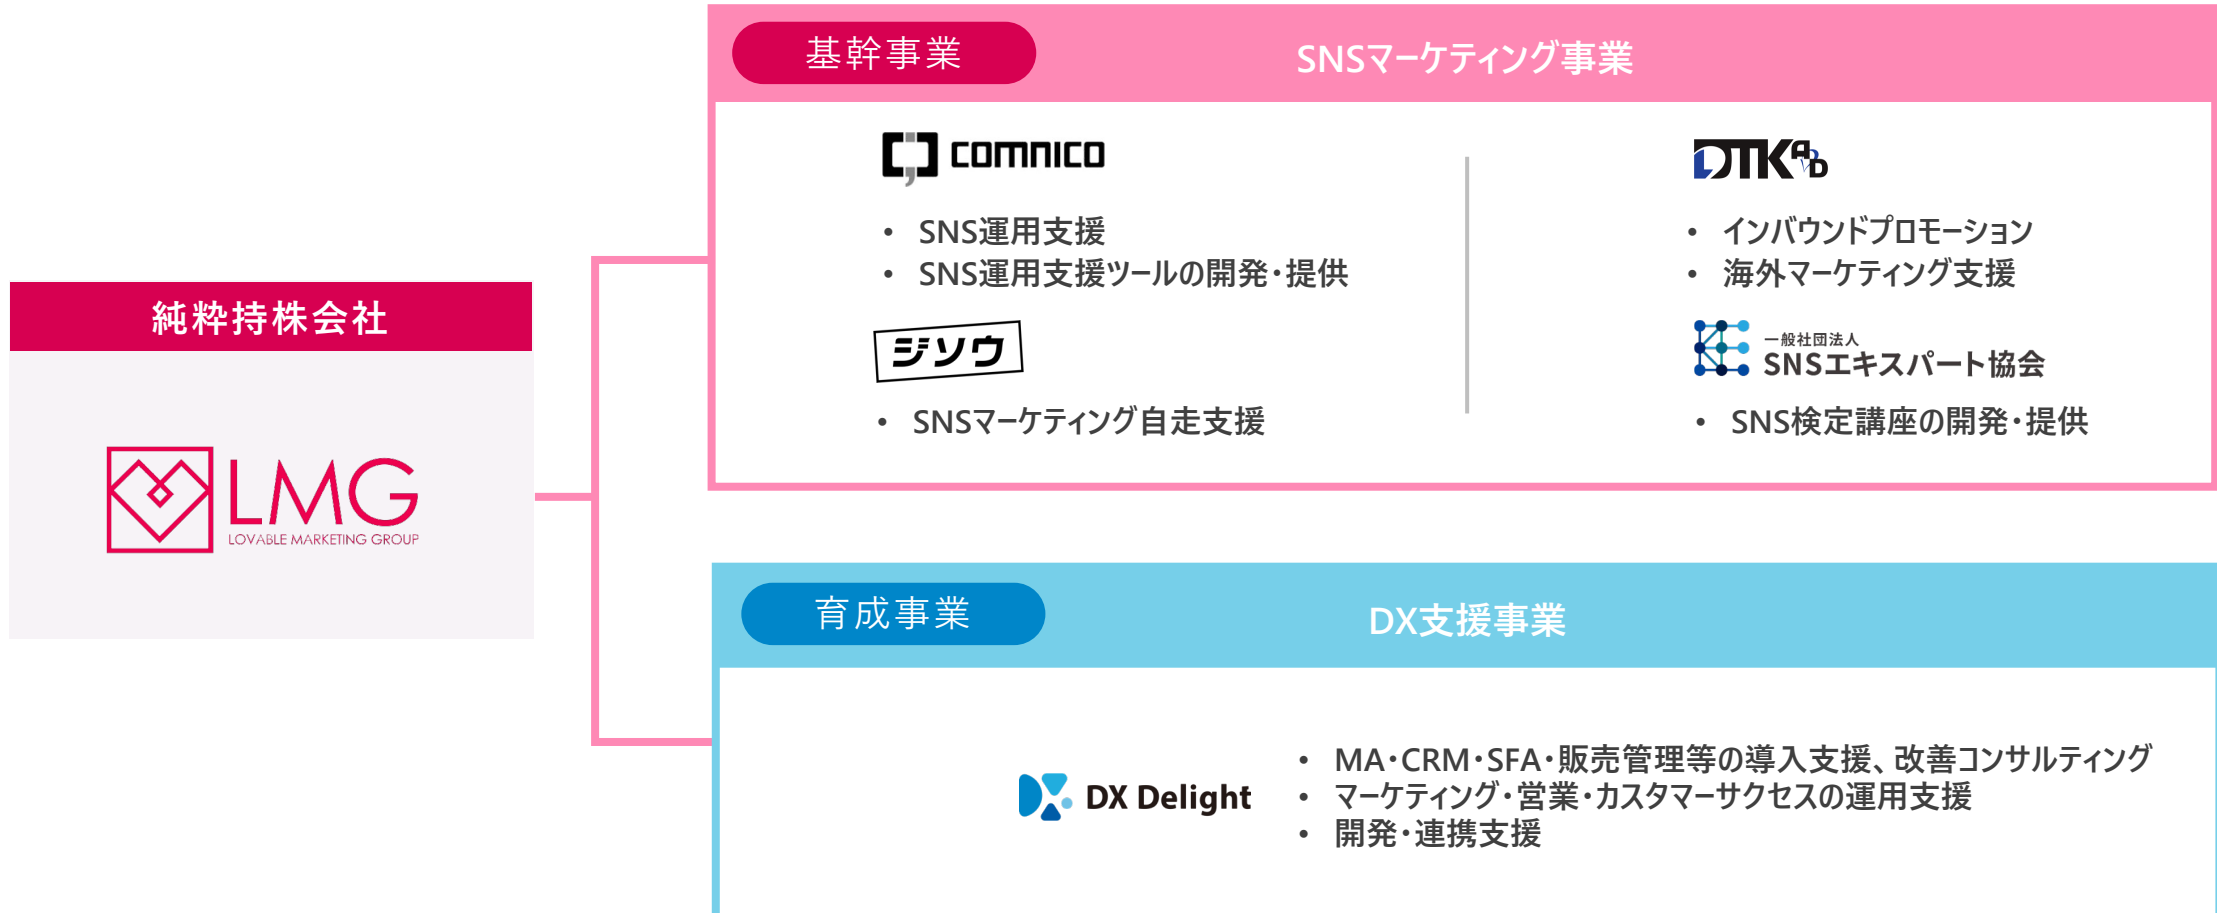 純粋持株会社
LMG
LOVABLE MARKETING GROUP
基幹事業
SNSマーケティング事業
comnico
• SNS運用支援
• SNS運用支援ツールの開発・提供
ジソウ
• SNSマーケティング自走支援
DTK AD
• インバウンドプロモーション
• 海外マーケティング支援
一般社団法人
SNSエキスパート協会
• SNS検定講座の開発・提供
育成事業
DX支援事業
DX Delight
• MA・CRM・SFA・販売管理等の導入支援、改善コンサルティング
• マーケティング・営業・カスタマーサクセスの運用支援
• 開発・連携支援